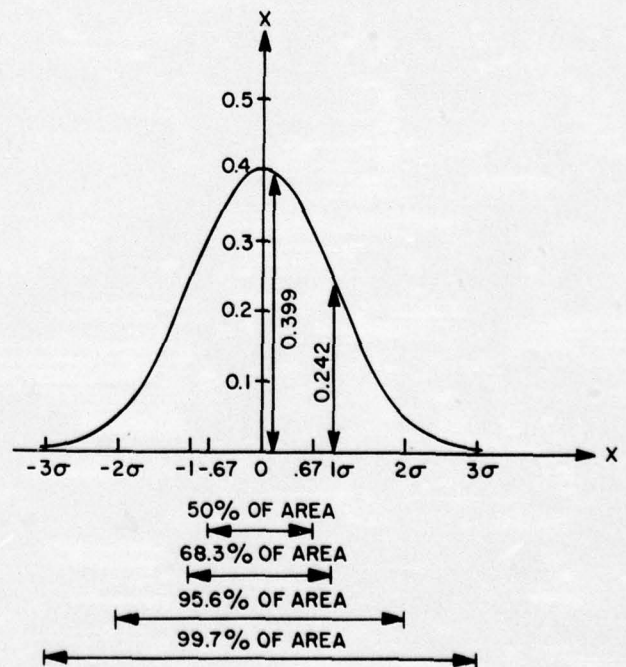 X
0.5
0.4
0.3
0.2
0.1
0.399
0.242
X
-3σ -2σ -1 -.67 0 .67 1σ 2σ 3σ
50% OF AREA
68.3% OF AREA
95.6% OF AREA
99.7% OF AREA